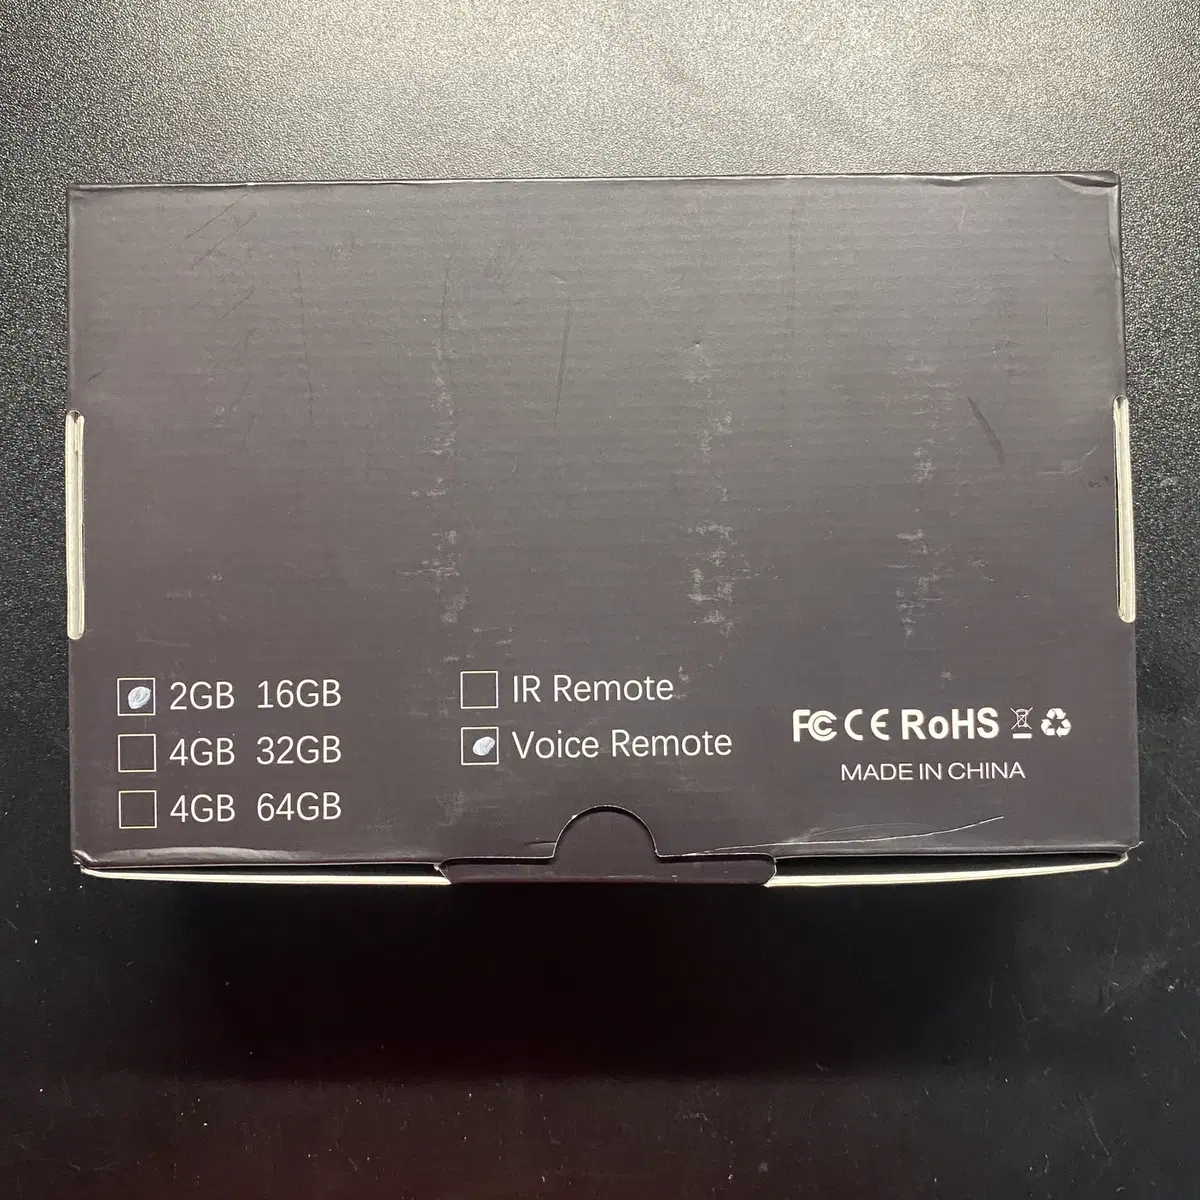 2GB 16GB
4GB 32GB
4GB 64GB
IR Remote
Voice Remote
FC CE RoHS
MADE IN CHINA